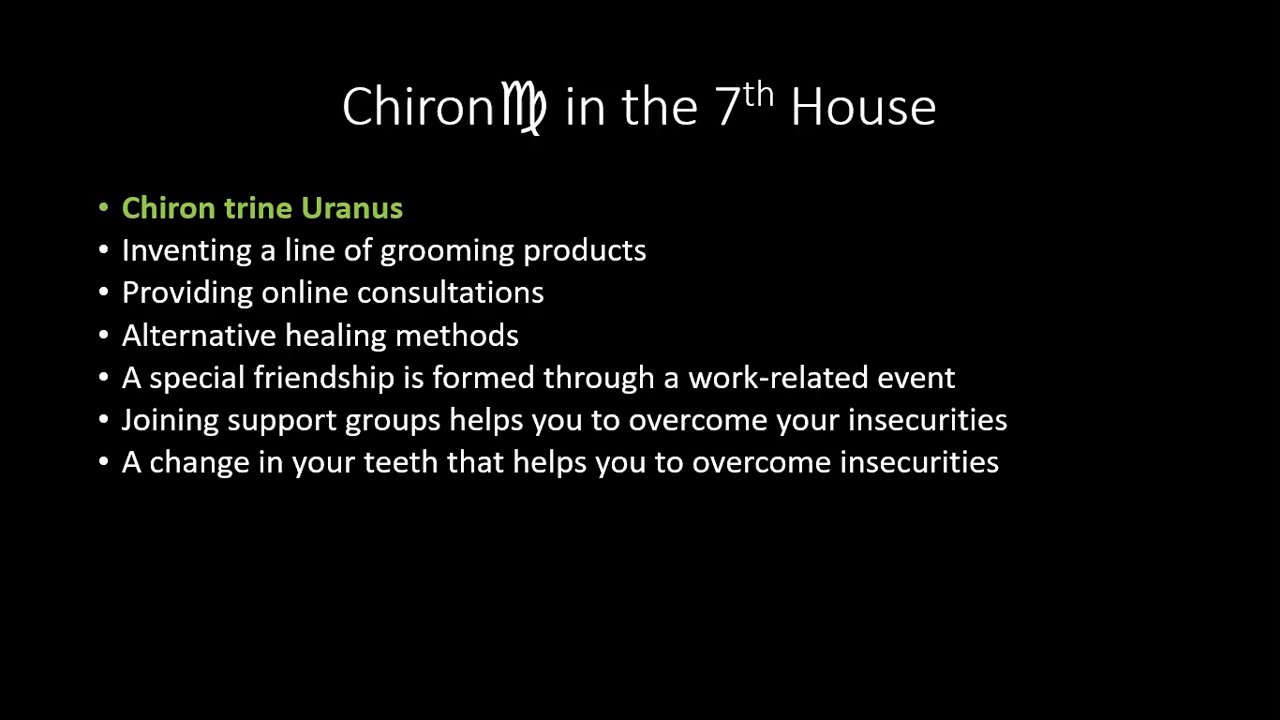 Chiron♍ in the 7th House
• Chiron trine Uranus
• Inventing a line of grooming products
• Providing online consultations
• Alternative healing methods
• A special friendship is formed through a work-related event
• Joining support groups helps you to overcome your insecurities
• A change in your teeth that helps you to overcome insecurities